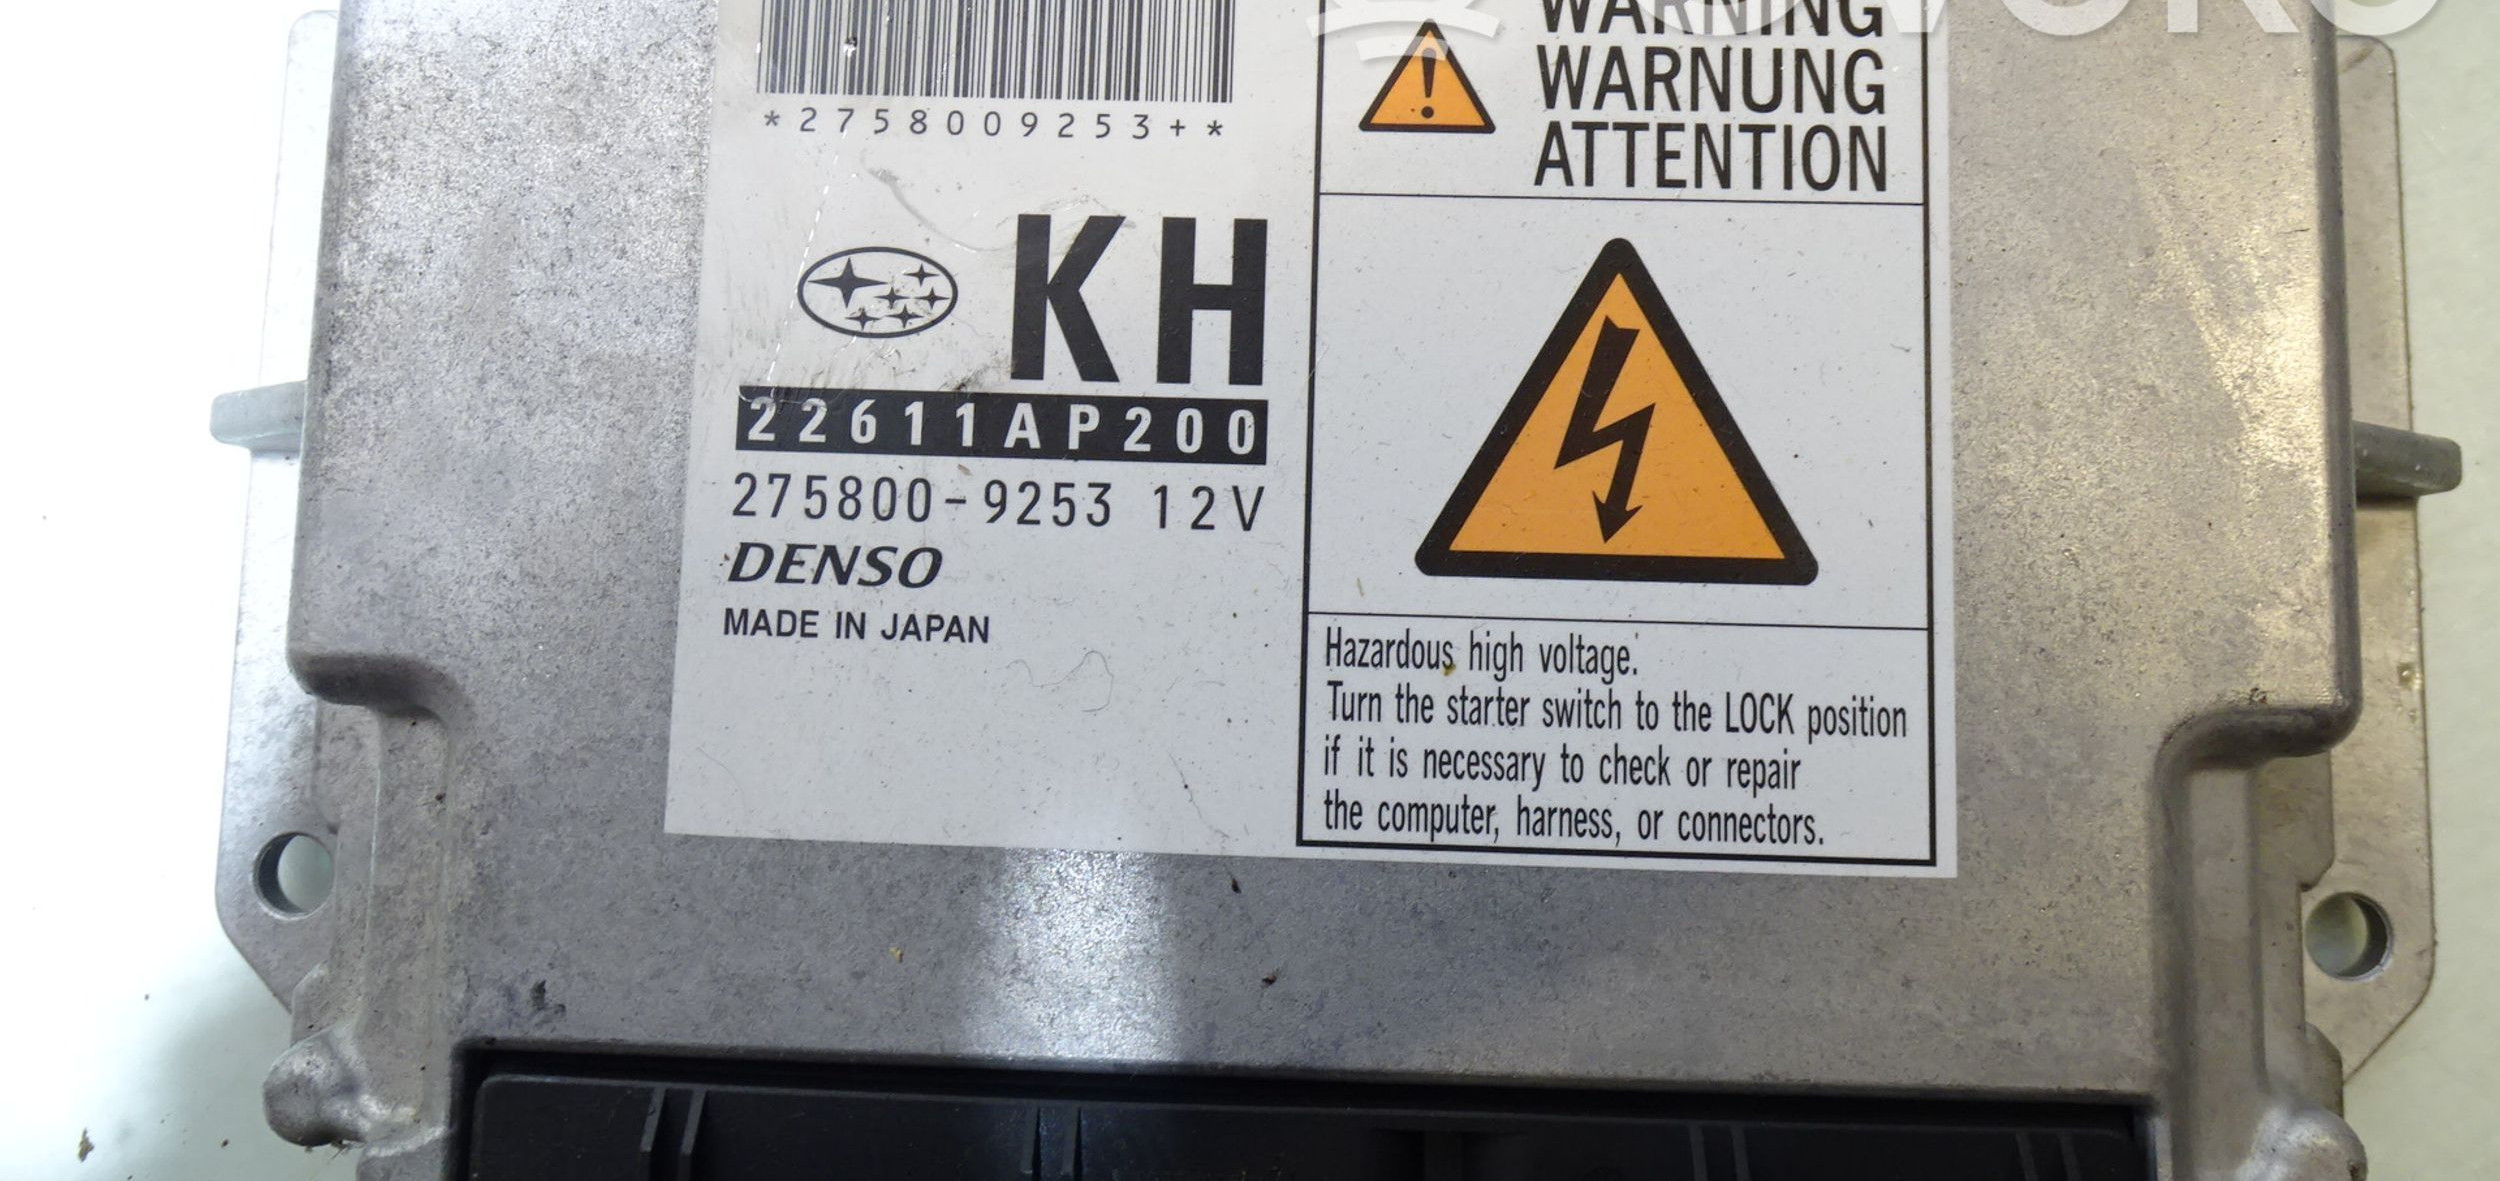 *2758009253+*
KH
22611AP200
275800-9253 12V
DENSO
MADE IN JAPAN
WARNING
WARNUNG
ATTENTION
Hazardous high voltage.
Turn the starter switch to the LOCK position
if it is necessary to check or repair
the computer, harness, or connectors.